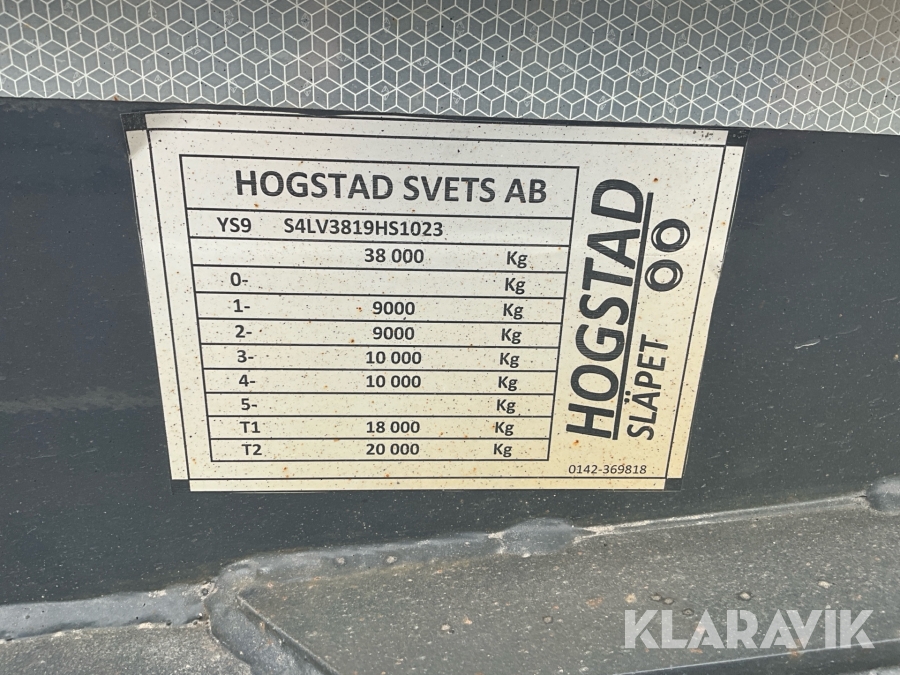 HOGSTAD SVETS AB
YS9 S4LV3819HS1023
38 000 Kg
0- Kg
1- 9000 Kg
2- 9000 Kg
3- 10 000 Kg
4- 10 000 Kg
5- Kg
T1 18 000 Kg
T2 20 000 Kg
HOGSTAD
SLÄPET
0142-369818
KLARAVIK